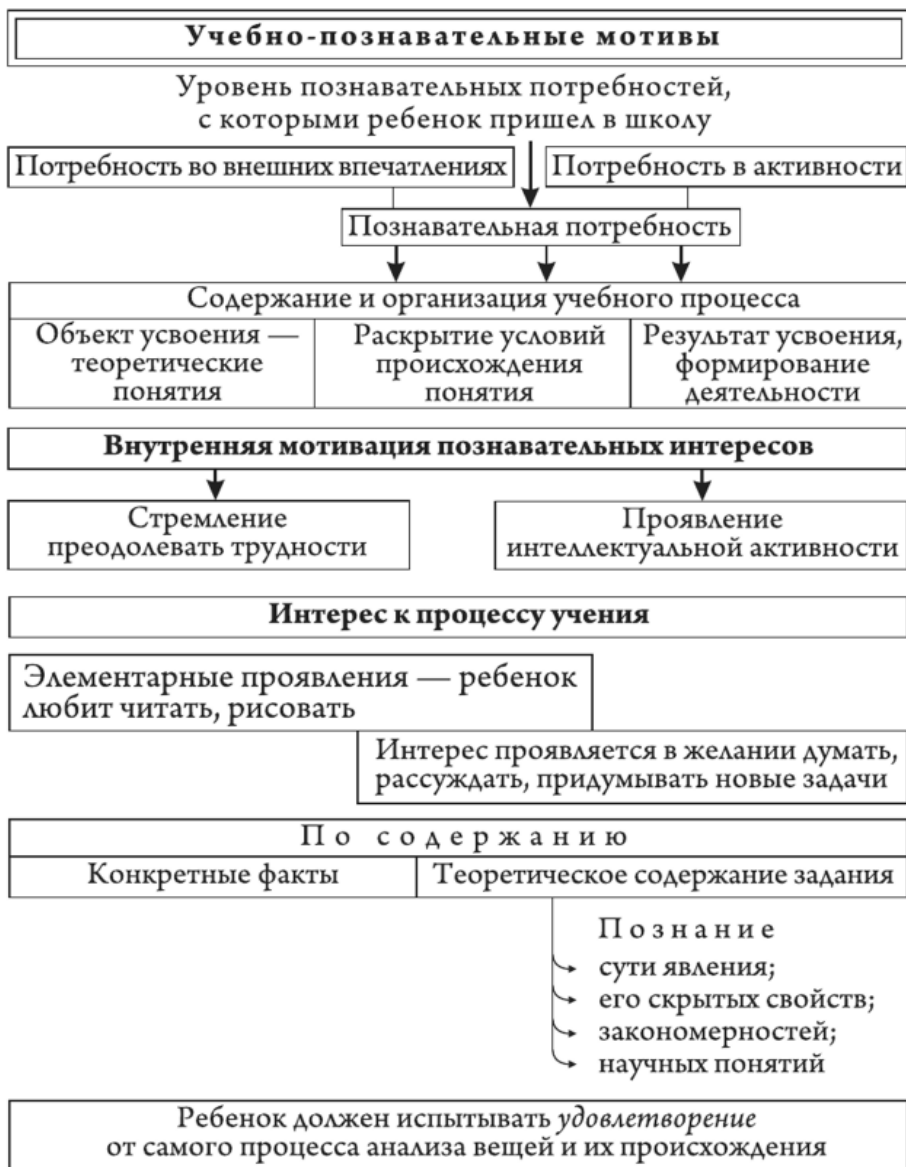 Учебно-познавательные мотивы
Уровень познавательных потребностей,
с которыми ребенок пришел в школу
Потребность во внешних впечатлениях
Потребность в активности
Познавательная потребность
Содержание и организация учебного процесса
Объект усвоения —
теоретические
понятия
Раскрытие условий
происхождения
понятия
Результат усвоения,
формирование
деятельности
Внутренняя мотивация познавательных интересов
Стремление
преодолевать трудности
Проявление
интеллектуальной активности
Интерес к процессу учения
Элементарные проявления — ребенок
любит читать, рисовать
Интерес проявляется в желании думать,
рассуждать, придумывать новые задачи
По содержанию
Конкретные факты
Теоретическое содержание задания
Познание
сути явления;
его скрытых свойств;
закономерностей;
научных понятий
Ребенок должен испытывать удовлетворение
от самого процесса анализа вещей и их происхождения